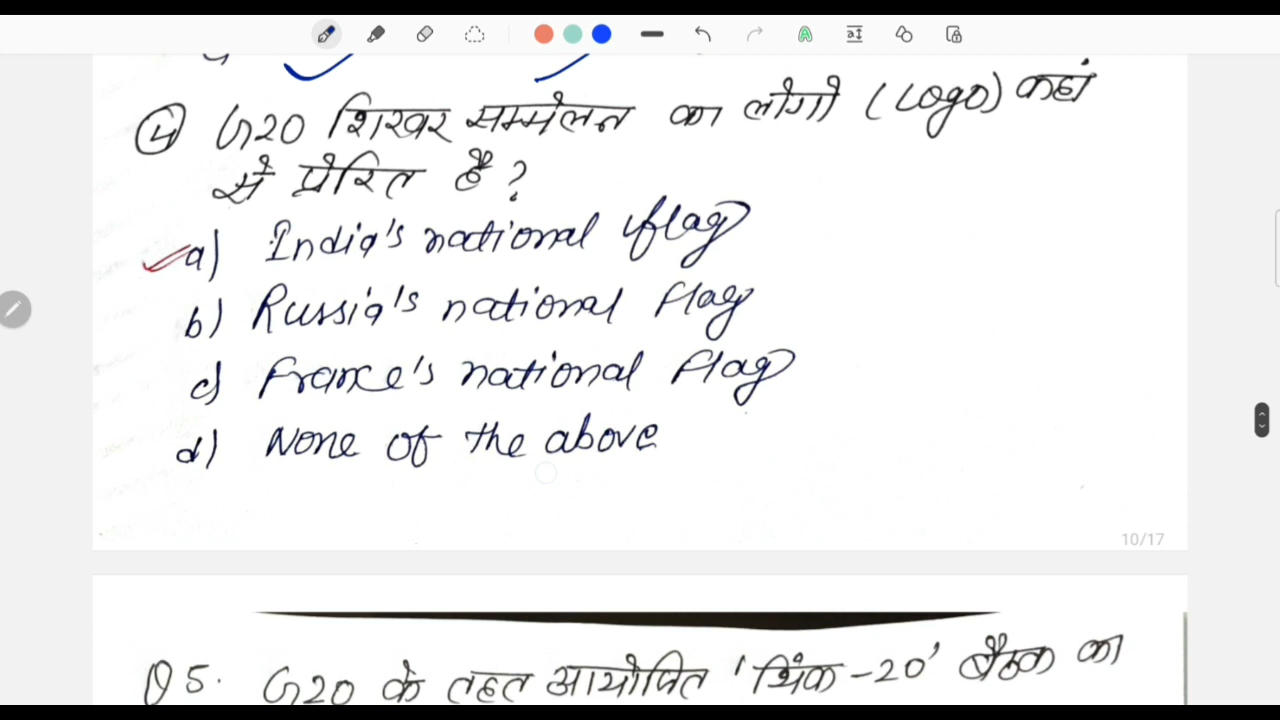 ④ G20 शिखर सम्मेलन का लोगो (Logo) कहां
से प्रेरित है ?
a) India's national flag
b) Russia's national flag
c) France's national flag
d) None of the above
10/17
Q5. G20 के तहत आयोजित 'थिंक-20' बैठक का